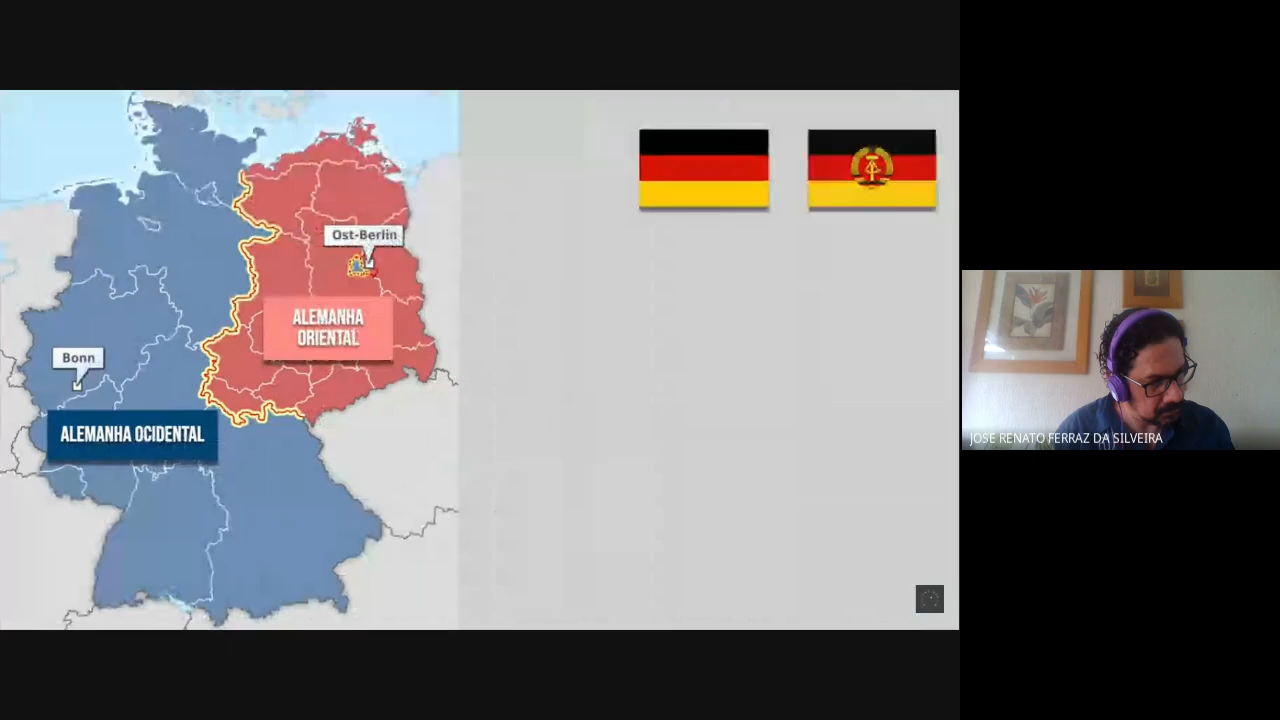 Ost-Berlin
ALEMANHA
ORIENTAL
Bonn
ALEMANHA OCIDENTAL
JOSE RENATO FERRAZ DA SILVEIRA